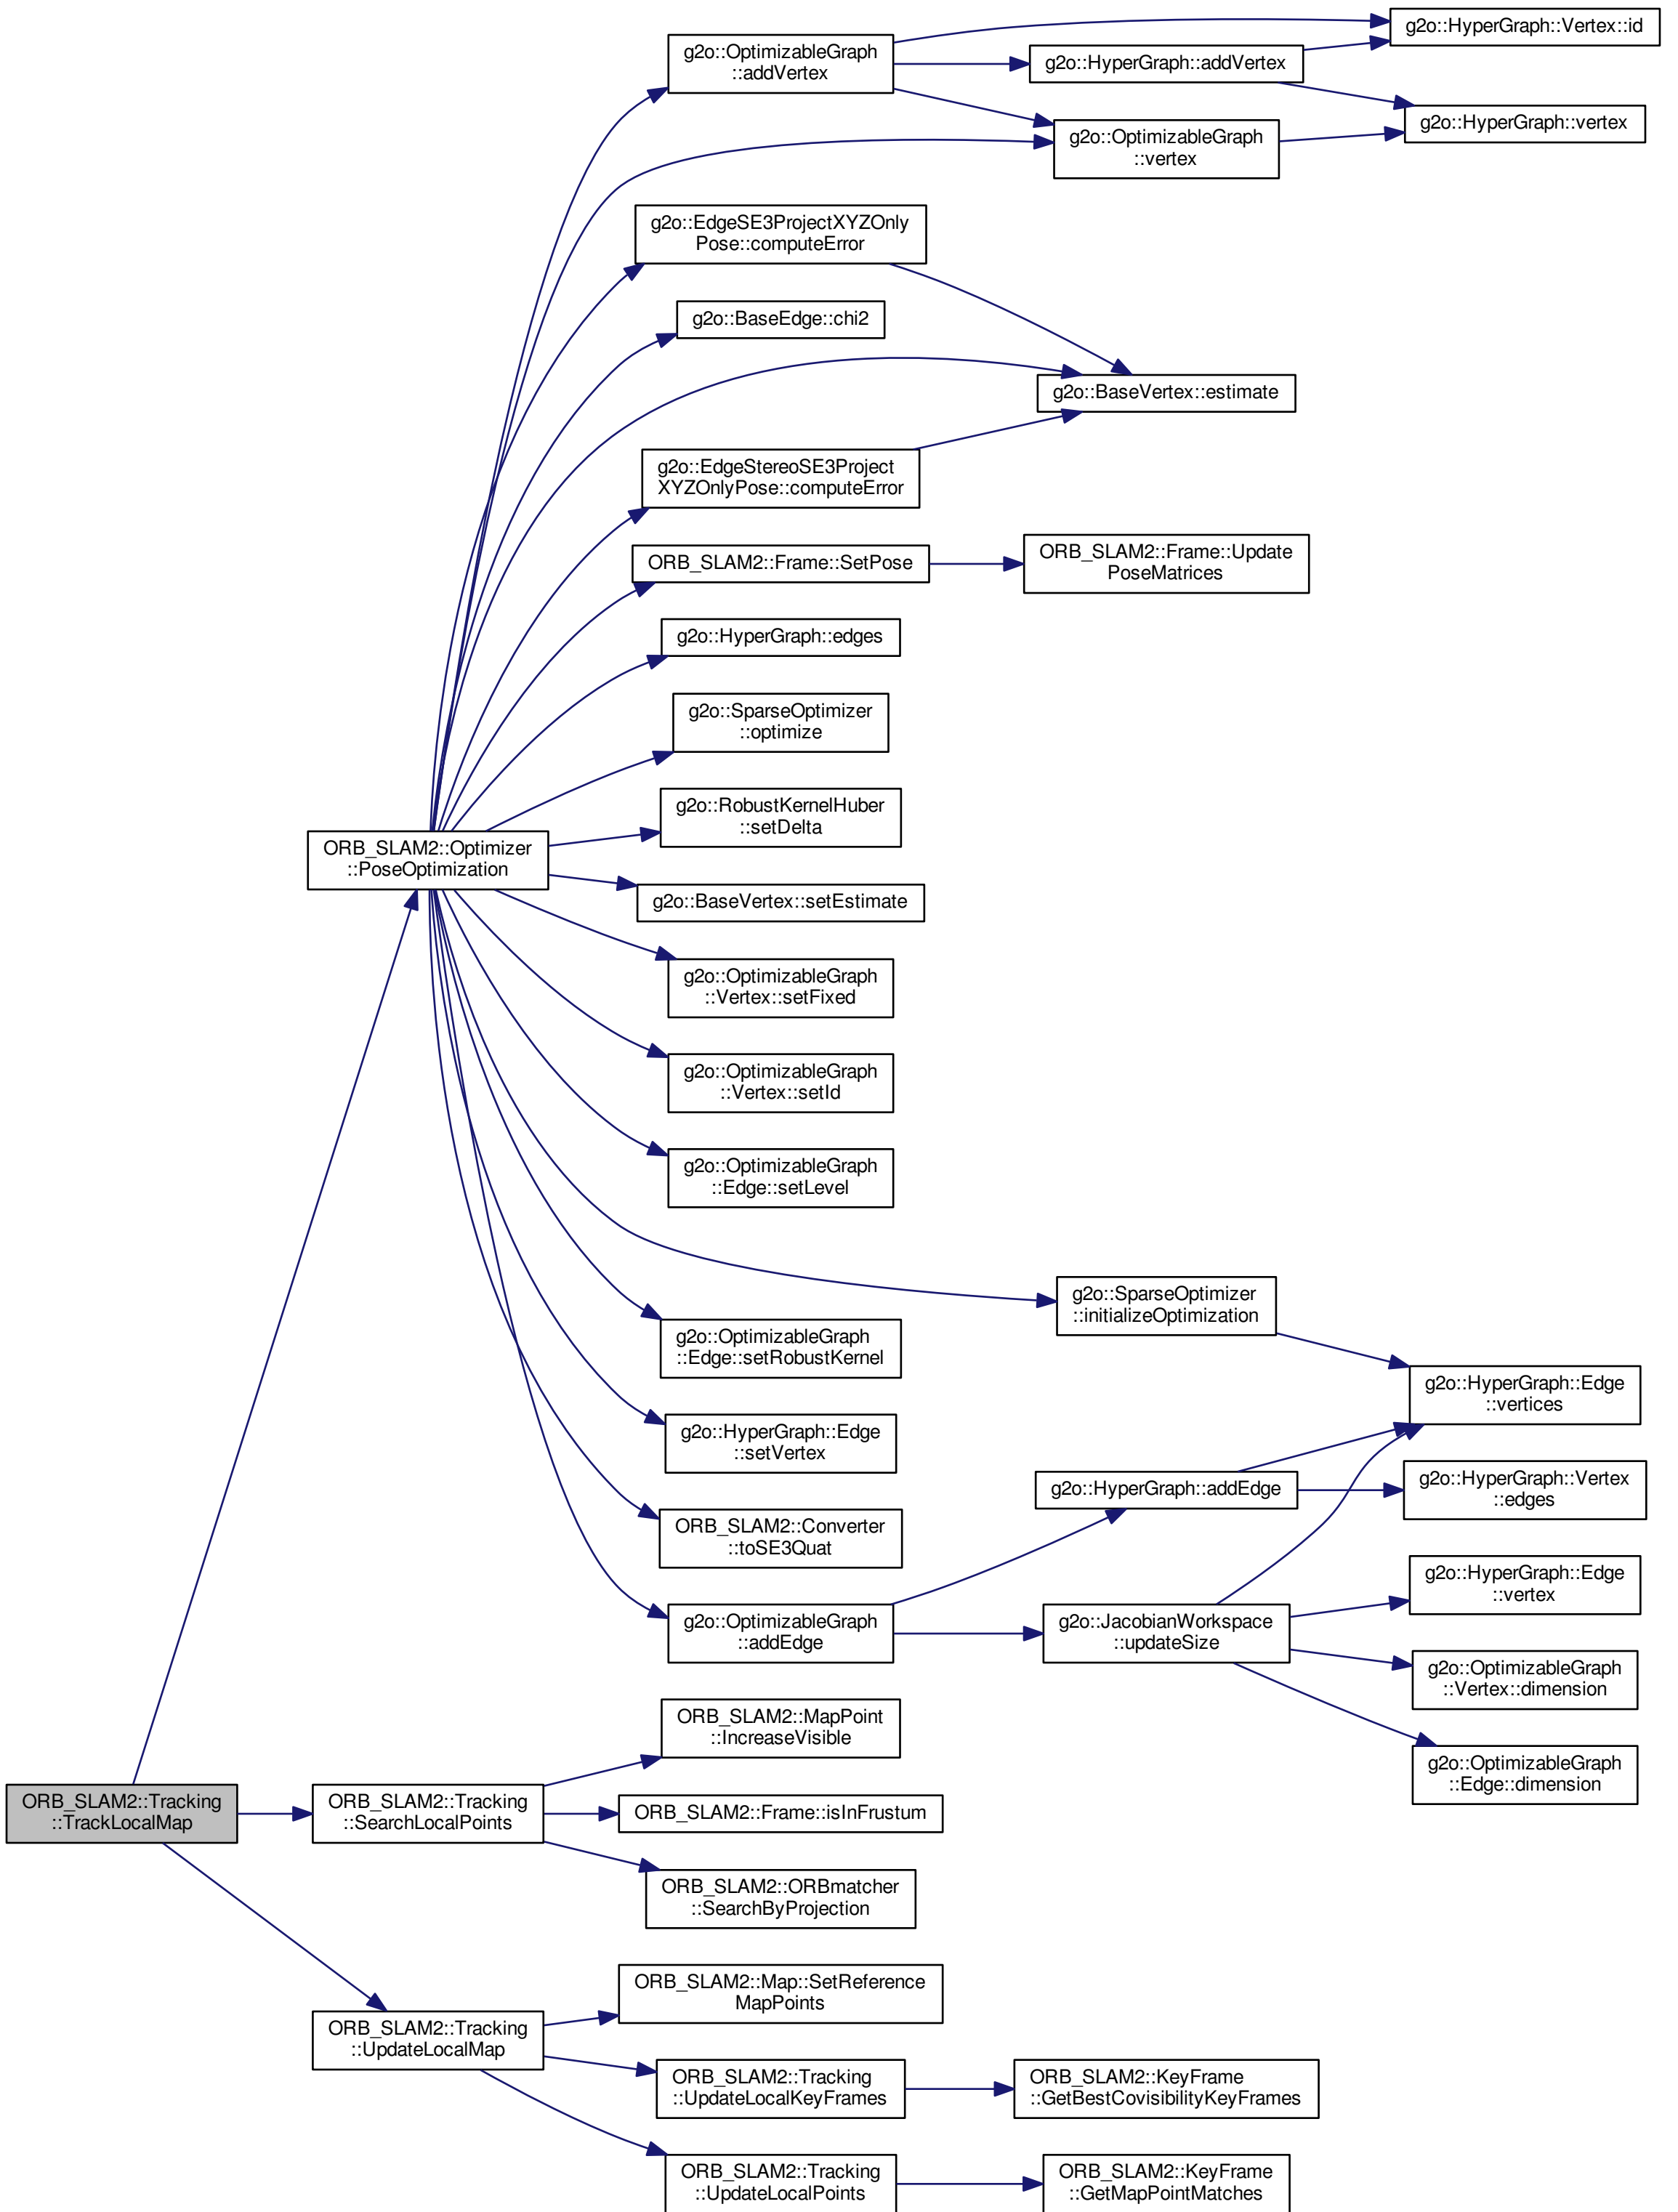 g2o::OptimizableGraph
::addVertex
g2o::HyperGraph::Vertex::id
g2o::HyperGraph::addVertex
g2o::HyperGraph::vertex
g2o::OptimizableGraph
::vertex
g2o::EdgeSE3ProjectXYZOnly
Pose::computeError
g2o::BaseEdge::chi2
g2o::BaseVertex::estimate
g2o::EdgeStereoSE3Project
XYZOnlyPose::computeError
ORB_SLAM2::Frame::SetPose
ORB_SLAM2::Frame::Update
PoseMatrices
g2o::HyperGraph::edges
g2o::SparseOptimizer
::optimize
g2o::RobustKernelHuber
::setDelta
ORB_SLAM2::Optimizer
::PoseOptimization
g2o::BaseVertex::setEstimate
g2o::OptimizableGraph
::Vertex::setFixed
g2o::OptimizableGraph
::Vertex::setId
g2o::OptimizableGraph
::Edge::setLevel
g2o::SparseOptimizer
::initializeOptimization
g2o::OptimizableGraph
::Edge::setRobustKernel
g2o::HyperGraph::Edge
::vertices
g2o::HyperGraph::Edge
::setVertex
g2o::HyperGraph::addEdge
g2o::HyperGraph::Vertex
::edges
ORB_SLAM2::Converter
::toSE3Quat
g2o::HyperGraph::Edge
::vertex
g2o::OptimizableGraph
::addEdge
g2o::JacobianWorkspace
::updateSize
g2o::OptimizableGraph
::Vertex::dimension
ORB_SLAM2::MapPoint
::IncreaseVisible
g2o::OptimizableGraph
::Edge::dimension
ORB_SLAM2::Tracking
::TrackLocalMap
ORB_SLAM2::Tracking
::SearchLocalPoints
ORB_SLAM2::Frame::isInFrustum
ORB_SLAM2::ORBmatcher
::SearchByProjection
ORB_SLAM2::Map::SetReference
MapPoints
ORB_SLAM2::Tracking
::UpdateLocalMap
ORB_SLAM2::Tracking
::UpdateLocalKeyFrames
ORB_SLAM2::KeyFrame
::GetBestCovisibilityKeyFrames
ORB_SLAM2::Tracking
::UpdateLocalPoints
ORB_SLAM2::KeyFrame
::GetMapPointMatches